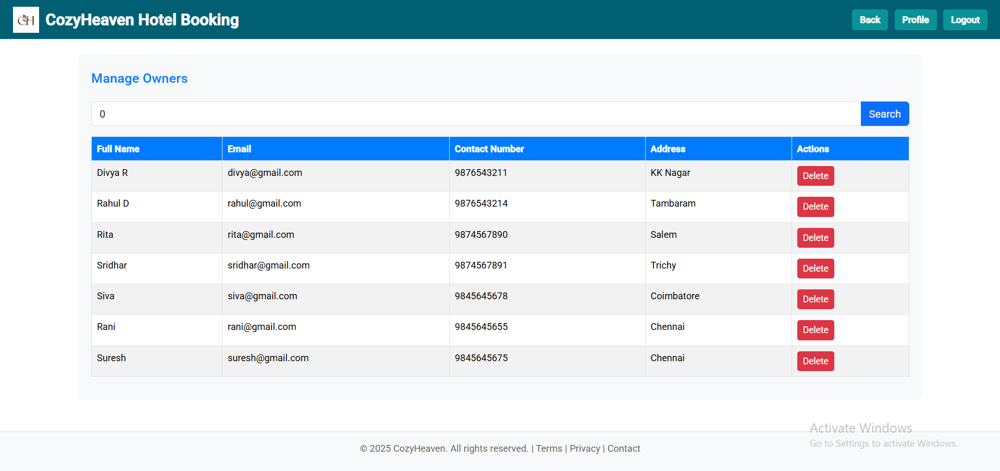 CH CozyHeaven Hotel Booking Back Profile Logout
Manage Owners
0 Search
Full Name Email Contact Number Address Actions
Divya R divya@gmail.com 9876543211 KK Nagar Delete
Rahul D rahul@gmail.com 9876543214 Tambaram Delete
Rita rita@gmail.com 9874567890 Salem Delete
Sridhar sridhar@gmail.com 9874567891 Trichy Delete
Siva siva@gmail.com 9845645678 Coimbatore Delete
Rani rani@gmail.com 9845645655 Chennai Delete
Suresh suresh@gmail.com 9845645675 Chennai Delete
Activate Windows
Go to Settings to activate Windows.
© 2025 CozyHeaven. All rights reserved. | Terms | Privacy | Contact